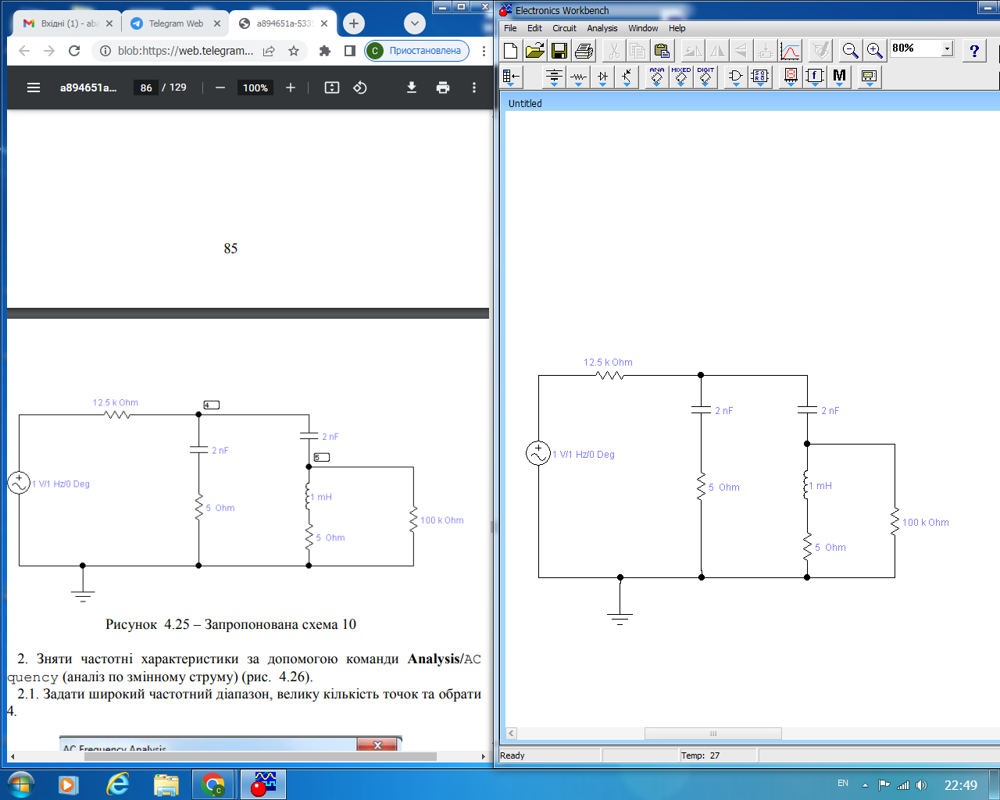 Вхідні (1) - aba
Telegram Web
a894651a-533
blob:https://web.telegram...
С
Приостановлена
a894651a...
86 / 129
100%
85
12.5 k Ohm
4
2 nF
2 nF
5
1 V/1 Hz/0 Deg
1 mH
5 Ohm
100 k Ohm
5 Ohm
Рисунок 4.25 – Запропонована схема 10
2. Зняти частотні характеристики за допомогою команди Analysis/AC
quency (аналіз по змінному струму) (рис. 4.26).
2.1. Задати широкий частотний діапазон, велику кількість точок та обрати
4.
AC Frequency Analysis
Electronics Workbench
File Edit Circuit Analysis Window Help
80%
?
ANA MIXED DIGIT
f M
Untitled
12.5 k Ohm
2 nF
2 nF
1 V/1 Hz/0 Deg
5 Ohm
1 mH
100 k Ohm
5 Ohm
Ready
Temp: 27
EN
22:49